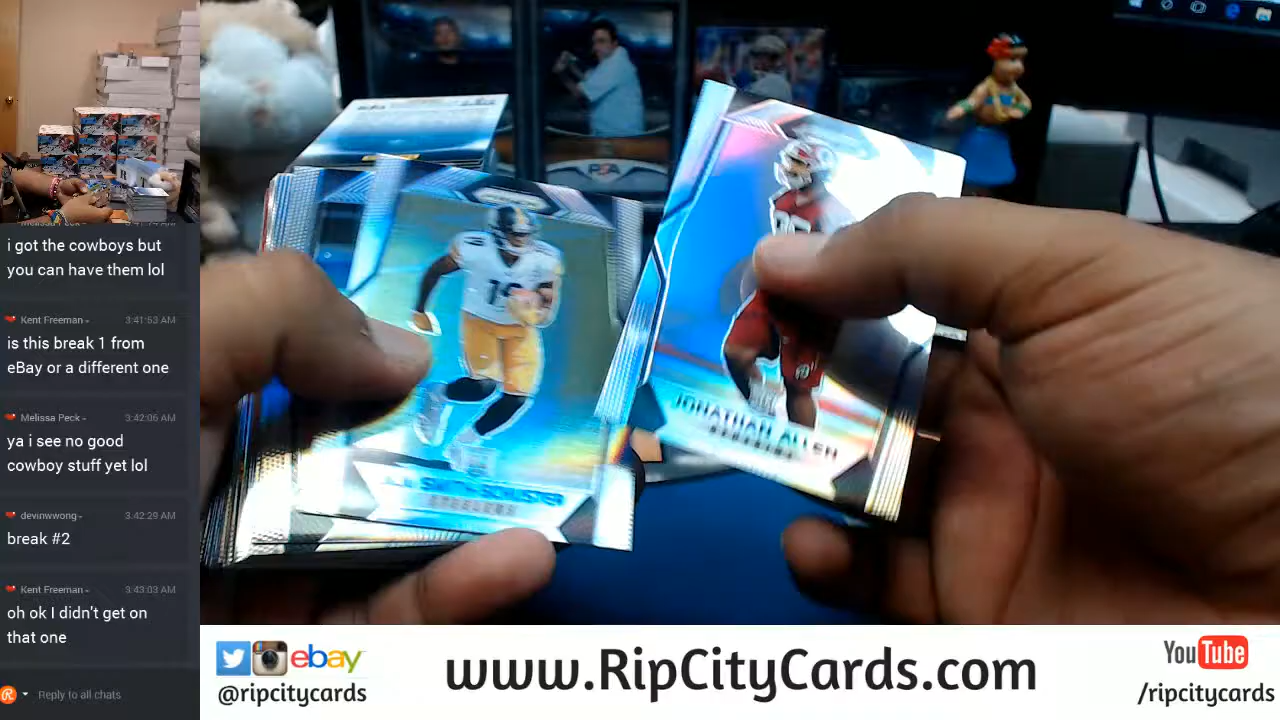 i got the cowboys but
you can have them lol
Kent Freeman
3:41:53 AM
is this break 1 from
eBay or a different one
Melissa Peck
3:42:06 AM
ya i see no good
cowboy stuff yet lol
devinwwong
3:42:29 AM
break #2
Kent Freeman
3:43:03 AM
oh ok I didn't get on
that one
Reply to all chats
PSA
JONATHAN ALLEN
STEELERS
ebay
@ripcitycards
www.RipCityCards.com
YouTube
/ripcitycards